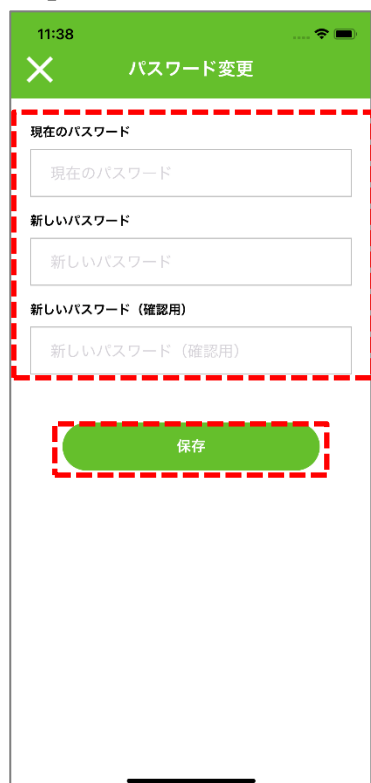 11:38
パスワード変更
現在のパスワード
現在のパスワード
新しいパスワード
新しいパスワード
新しいパスワード（確認用）
新しいパスワード（確認用）
保存